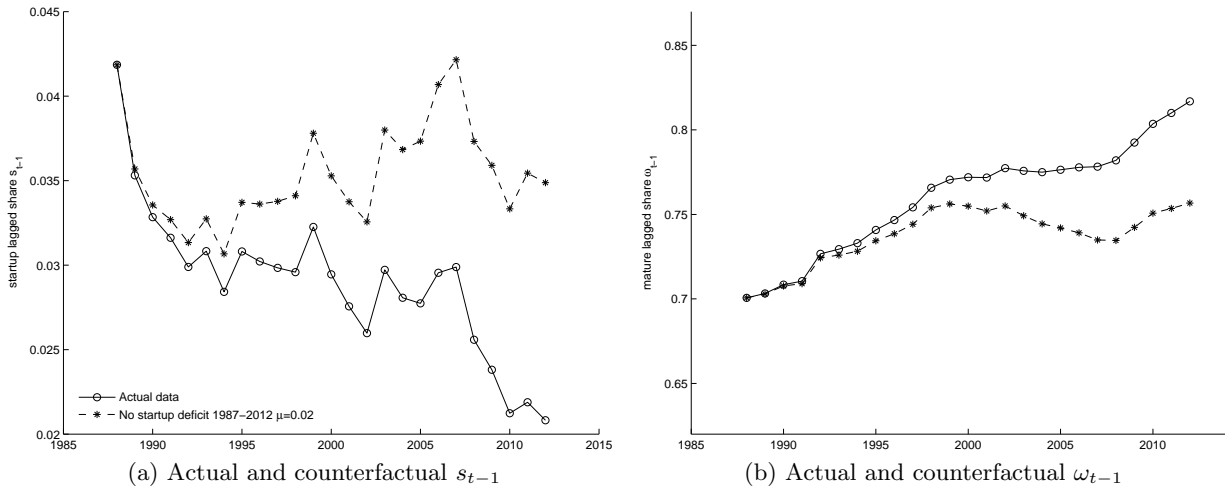 0.045
0.04
0.035
0.03
0.025
0.02
startup lagged share s_{t−1}
Actual data
No startup deficit 1987−2012 μ=0.02
1985 1990 1995 2000 2005 2010 2015
(a) Actual and counterfactual s_{t−1}
0.85
0.8
0.75
0.7
0.65
mature lagged share ω_{t−1}
1985 1990 1995 2000 2005 2010
(b) Actual and counterfactual ω_{t−1}